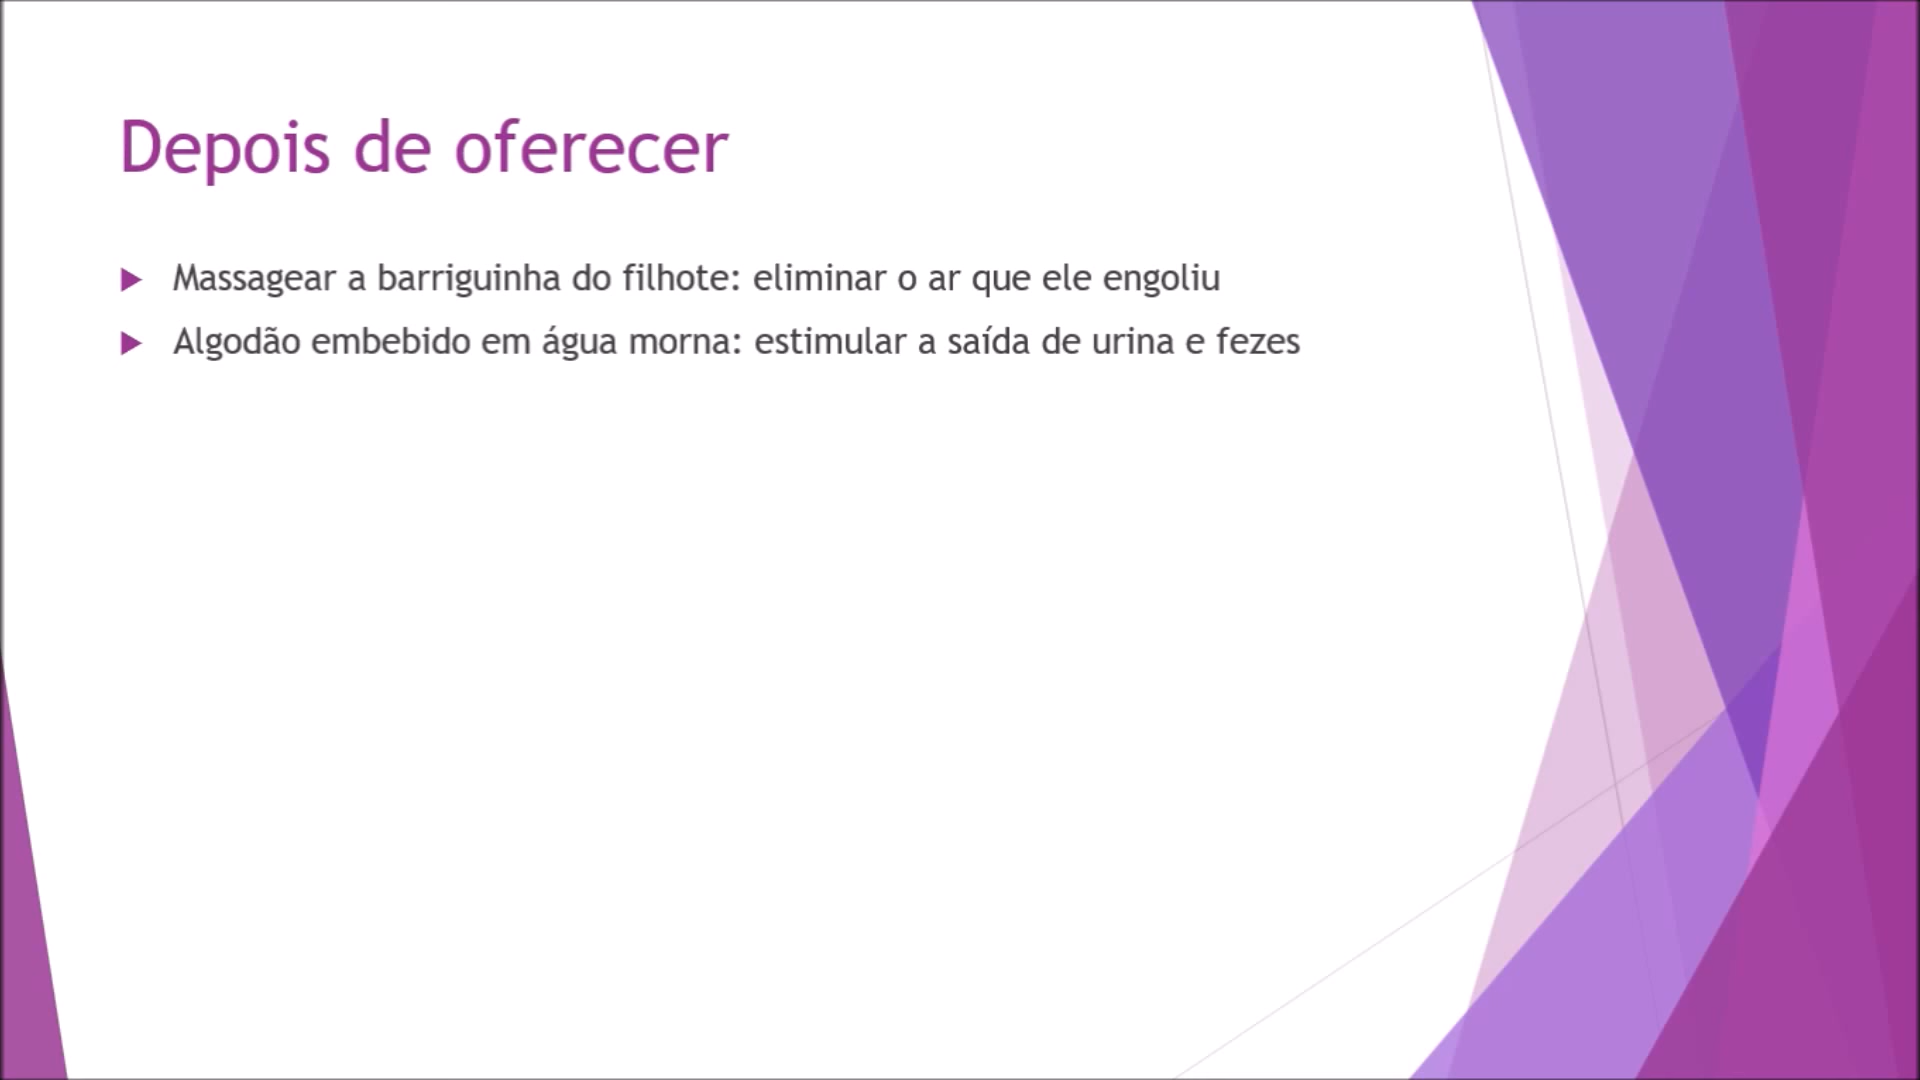 Depois de oferecer
Massagear a barriguinha do filhote: eliminar o ar que ele engoliu
Algodão embebido em água morna: estimular a saída de urina e fezes